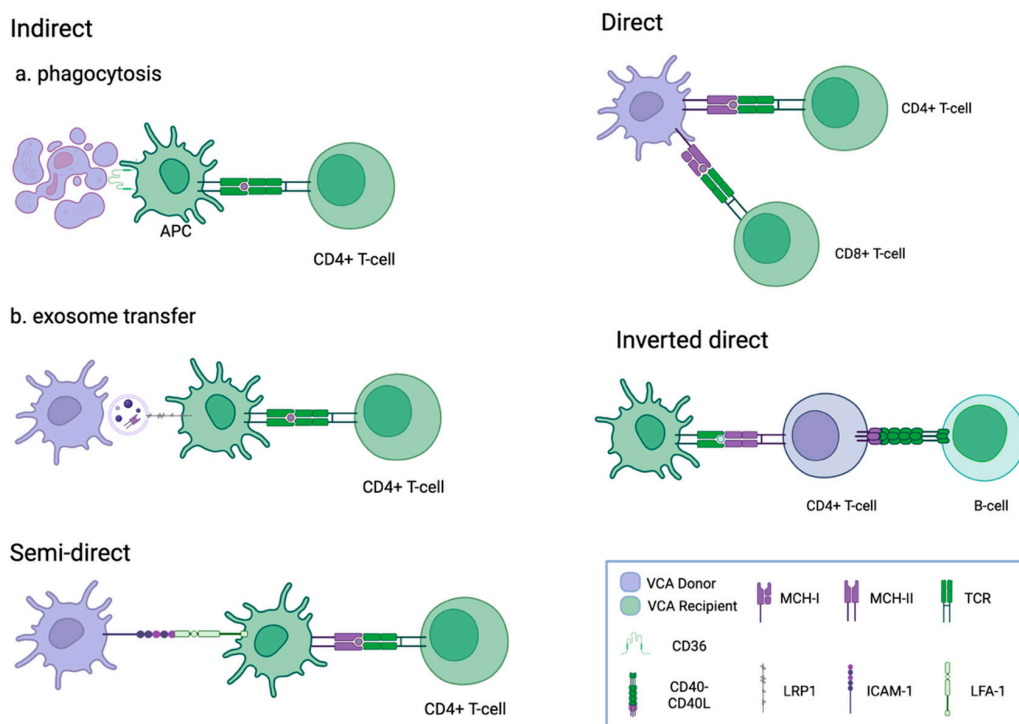 Indirect
a. phagocytosis
APC
CD4+ T-cell
b. exosome transfer
CD4+ T-cell
Semi-direct
CD4+ T-cell
Direct
CD4+ T-cell
CD8+ T-cell
Inverted direct
CD4+ T-cell
B-cell
VCA Donor
VCA Recipient
MCH-I
MCH-II
TCR
CD36
CD40-
CD40L
LRP1
ICAM-1
LFA-1